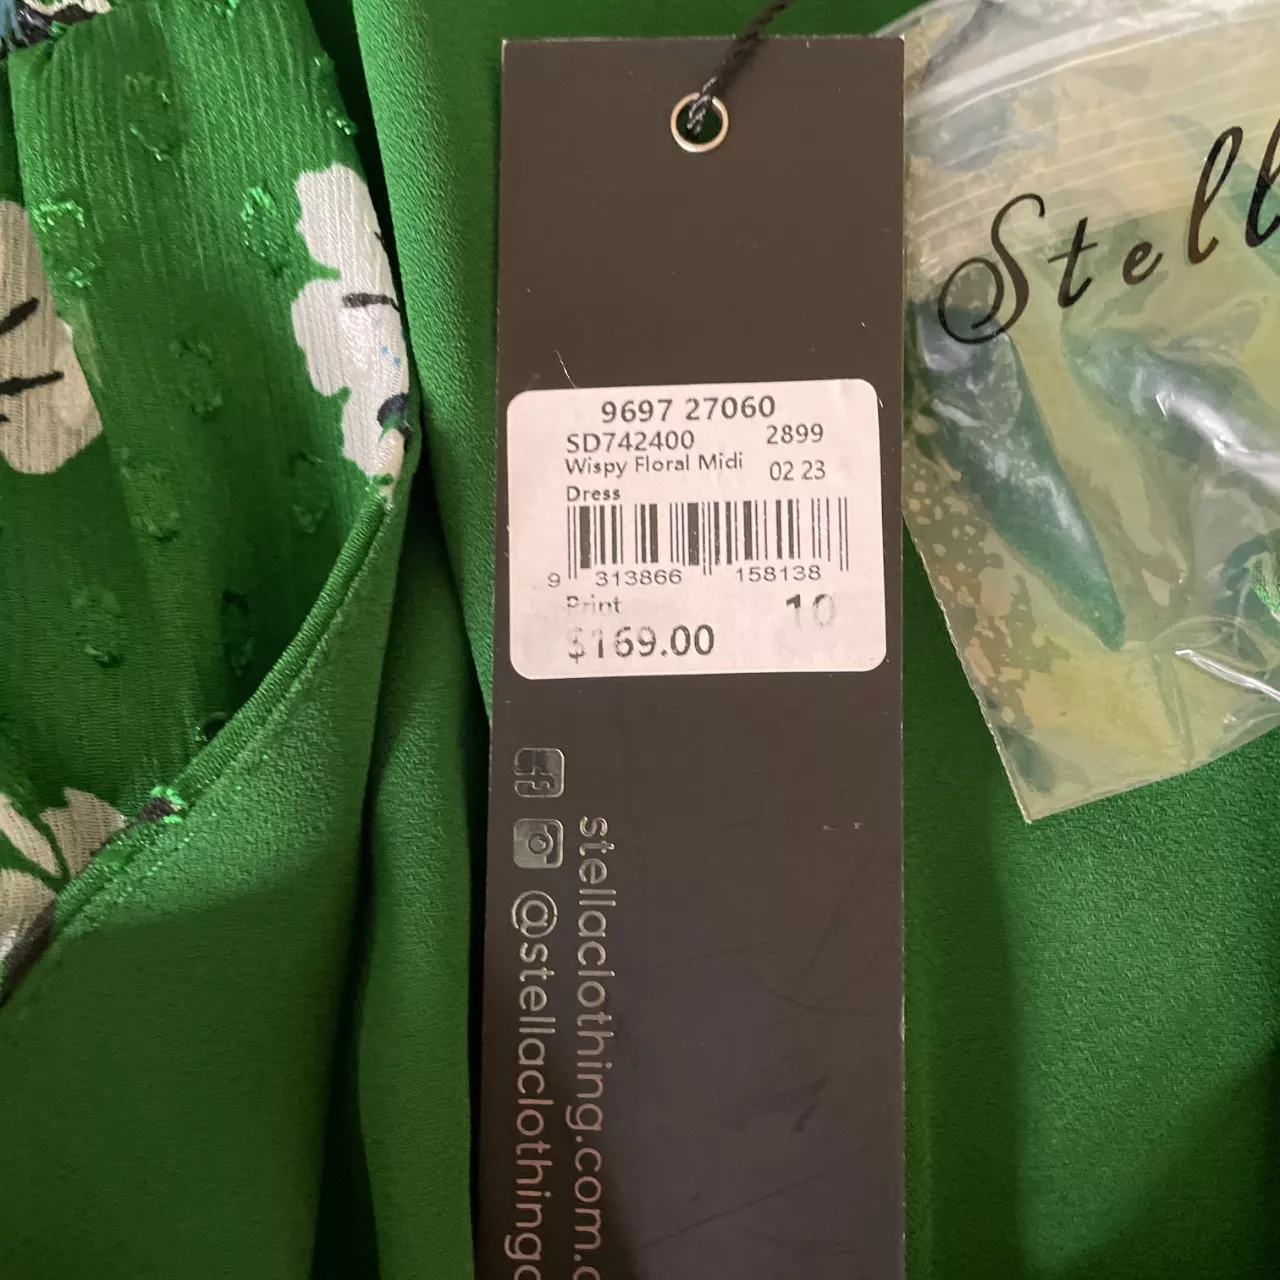 Stell
9697 27060
SD742400 2899
Wispy Floral Midi 02 23
Dress
9 313866 158138
Print 10
$169.00
stellaclothing.com.
@stellaclothing